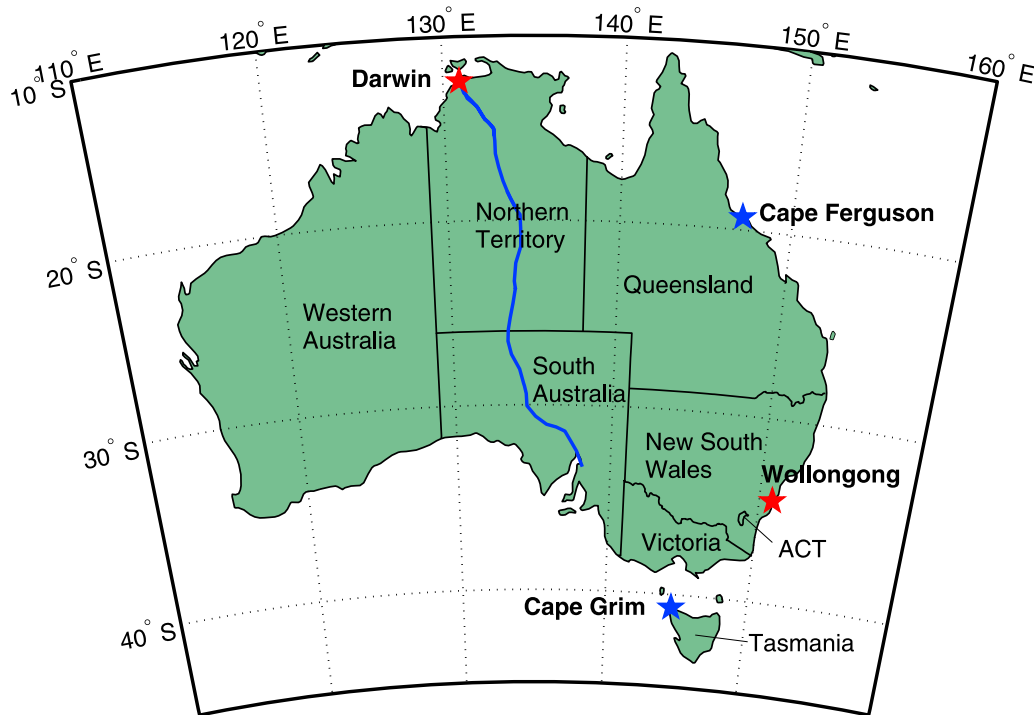 110° E
120° E
130° E
140° E
150° E
160° E
10° S
20° S
30° S
40° S
Darwin
Cape Ferguson
Northern
Territory
Queensland
Western
Australia
South
Australia
New South
Wales
Wollongong
Victoria
ACT
Cape Grim
Tasmania